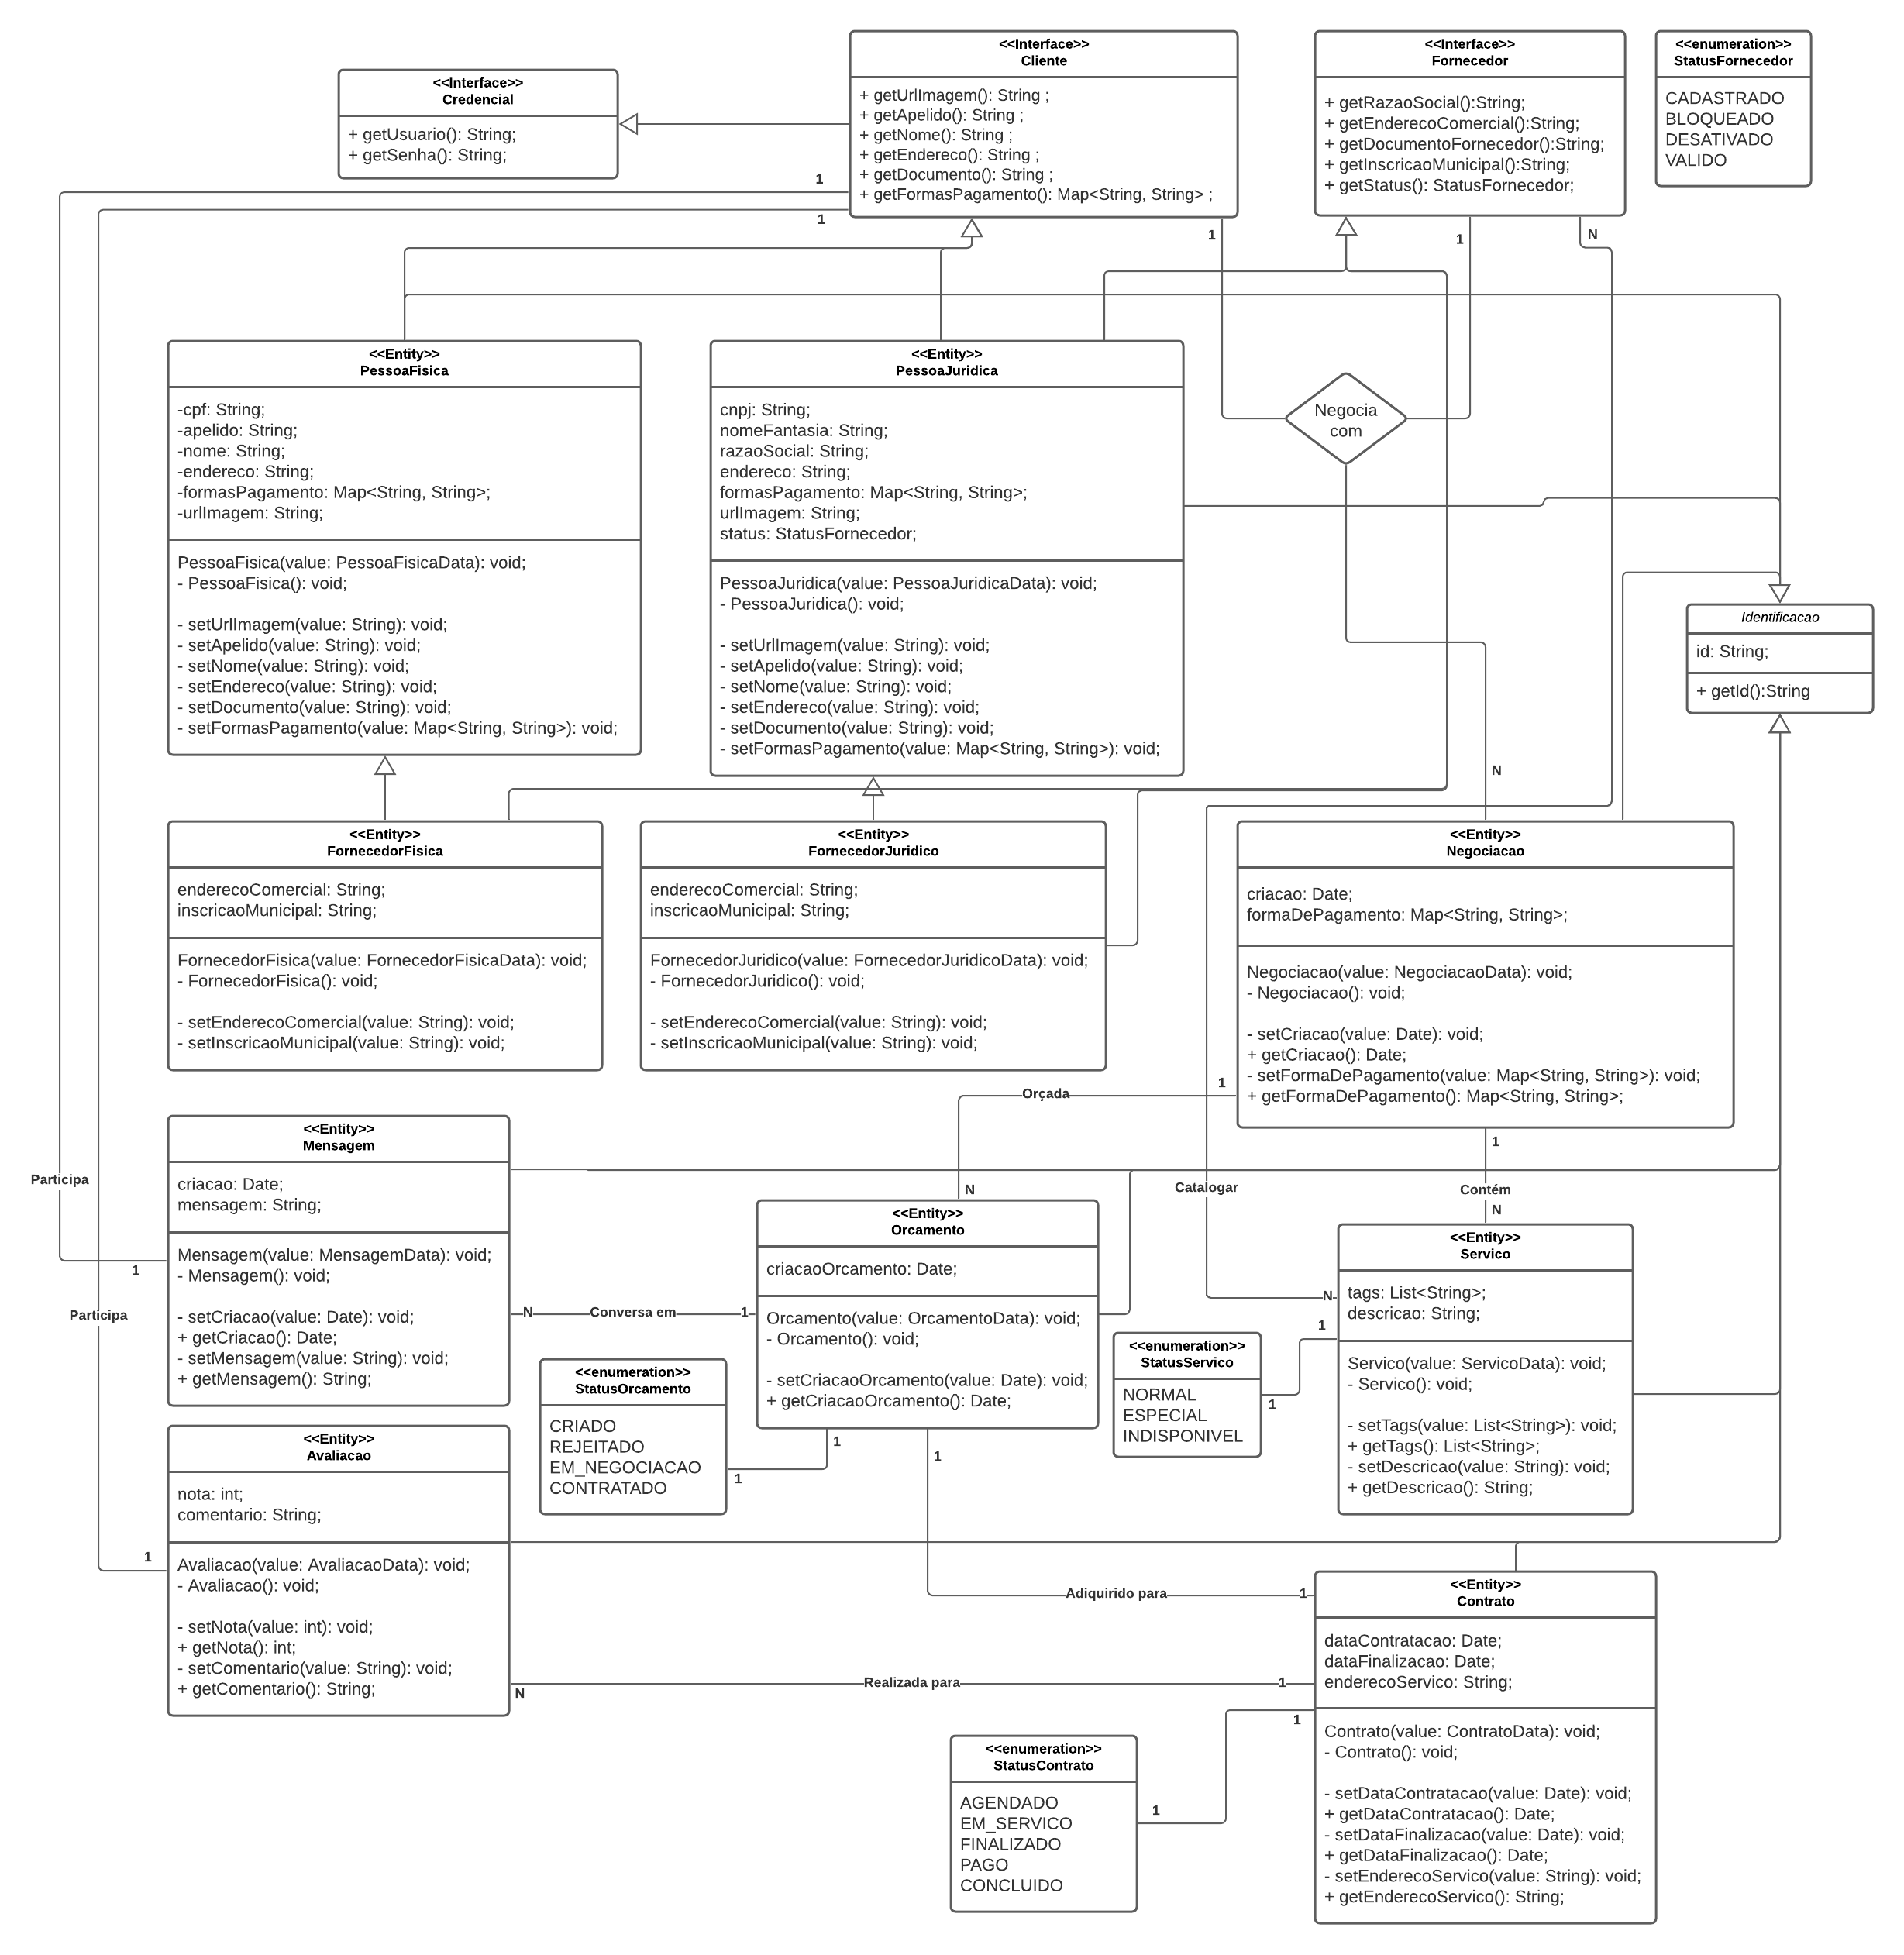 <<Interface>>
Credencial
+ getUsuario(): String;
+ getSenha(): String;
<<Interface>>
Cliente
+ getUrlImagem(): String ;
+ getApelido(): String ;
+ getNome(): String ;
+ getEndereco(): String ;
+ getDocumento(): String ;
+ getFormasPagamento(): Map<String, String> ;
<<Interface>>
Fornecedor
+ getRazaoSocial():String;
+ getEnderecoComercial():String;
+ getDocumentoFornecedor():String;
+ getInscricaoMunicipal():String;
+ getStatus(): StatusFornecedor;
<<enumeration>>
StatusFornecedor
CADASTRADO
BLOQUEADO
DESATIVADO
VALIDO
1
1
1
1
N
<<Entity>>
PessoaFisica
-cpf: String;
-apelido: String;
-nome: String;
-endereco: String;
-formasPagamento: Map<String, String>;
-urlImagem: String;
PessoaFisica(value: PessoaFisicaData): void;
- PessoaFisica(): void;
- setUrlImagem(value: String): void;
- setApelido(value: String): void;
- setNome(value: String): void;
- setEndereco(value: String): void;
- setDocumento(value: String): void;
- setFormasPagamento(value: Map<String, String>): void;
<<Entity>>
PessoaJuridica
cnpj: String;
nomeFantasia: String;
razaoSocial: String;
endereco: String;
formasPagamento: Map<String, String>;
urlImagem: String;
status: StatusFornecedor;
PessoaJuridica(value: PessoaJuridicaData): void;
- PessoaJuridica(): void;
- setUrlImagem(value: String): void;
- setApelido(value: String): void;
- setNome(value: String): void;
- setEndereco(value: String): void;
- setDocumento(value: String): void;
- setFormasPagamento(value: Map<String, String>): void;
Negocia
com
Identificacao
id: String;
+ getId():String
N
<<Entity>>
FornecedorFisica
enderecoComercial: String;
inscricaoMunicipal: String;
FornecedorFisica(value: FornecedorFisicaData): void;
- FornecedorFisica(): void;
- setEnderecoComercial(value: String): void;
- setInscricaoMunicipal(value: String): void;
<<Entity>>
FornecedorJuridico
enderecoComercial: String;
inscricaoMunicipal: String;
FornecedorJuridico(value: FornecedorJuridicoData): void;
- FornecedorJuridico(): void;
- setEnderecoComercial(value: String): void;
- setInscricaoMunicipal(value: String): void;
<<Entity>>
Negociacao
criacao: Date;
formaDePagamento: Map<String, String>;
Negociacao(value: NegociacaoData): void;
- Negociacao(): void;
- setCriacao(value: Date): void;
+ getCriacao(): Date;
- setFormaDePagamento(value: Map<String, String>): void;
+ getFormaDePagamento(): Map<String, String>;
Orçada
1
N
1
Contém
N
Catalogar
N
Participa
1
Participa
1
<<Entity>>
Mensagem
criacao: Date;
mensagem: String;
Mensagem(value: MensagemData): void;
- Mensagem(): void;
- setCriacao(value: Date): void;
+ getCriacao(): Date;
- setMensagem(value: String): void;
+ getMensagem(): String;
N
Conversa em
1
<<Entity>>
Orcamento
criacaoOrcamento: Date;
Orcamento(value: OrcamentoData): void;
- Orcamento(): void;
- setCriacaoOrcamento(value: Date): void;
+ getCriacaoOrcamento(): Date;
<<Entity>>
Servico
tags: List<String>;
descricao: String;
Servico(value: ServicoData): void;
- Servico(): void;
- setTags(value: List<String>): void;
+ getTags(): List<String>;
- setDescricao(value: String): void;
+ getDescricao(): String;
<<enumeration>>
StatusServico
NORMAL
ESPECIAL
INDISPONIVEL
1
1
<<enumeration>>
StatusOrcamento
CRIADO
REJEITADO
EM_NEGOCIACAO
CONTRATADO
1
1
1
<<Entity>>
Avaliacao
nota: int;
comentario: String;
Avaliacao(value: AvaliacaoData): void;
- Avaliacao(): void;
- setNota(value: int): void;
+ getNota(): int;
- setComentario(value: String): void;
+ getComentario(): String;
Adiquirido para
1
N
Realizada para
1
<<Entity>>
Contrato
dataContratacao: Date;
dataFinalizacao: Date;
enderecoServico: String;
Contrato(value: ContratoData): void;
- Contrato(): void;
- setDataContratacao(value: Date): void;
+ getDataContratacao(): Date;
- setDataFinalizacao(value: Date): void;
+ getDataFinalizacao(): Date;
- setEnderecoServico(value: String): void;
+ getEnderecoServico(): String;
<<enumeration>>
StatusContrato
AGENDADO
EM_SERVICO
FINALIZADO
PAGO
CONCLUIDO
1
1